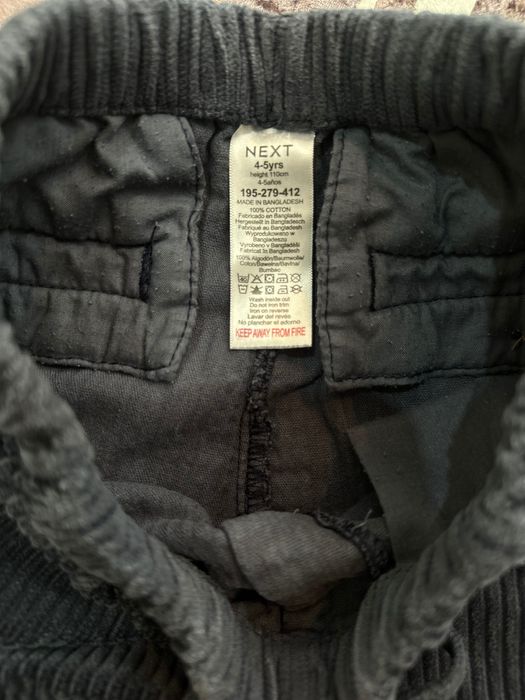 NEXT
4-5yrs
height 110cm
4-5años
195-279-412
MADE IN BANGLADESH
100% COTTON
Fabricado en Bangladés
Hergestellt in Bangladesch
Fabriqué au Bangladesh
Wyprodukowano w
Bangladeszu
Vyrobeno v Bangladéši
Fabricat în Bangladesh
100% Algodón/Baumwolle/
Coton/Bawełna/Bavlna/
Bumbac
Wash inside out
Do not iron trim
Iron on reverse
Lavar del revés
No planchar el adorno
KEEP AWAY FROM FIRE